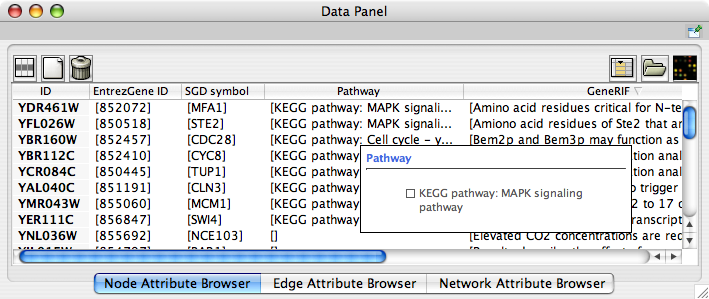 Data Panel
ID EntrezGene ID SGD symbol Pathway GeneRIF
YDR461W [852072] [MFA1] [KEGG pathway: MAPK signali... [Amino acid residues critical for N-te
YFL026W [850518] [STE2] [KEGG pathway: MAPK signali... [Amiono acid residues of Ste2 that ar
YBR160W [852457] [CDC28] [KEGG pathway: Cell cycle - y... [Bem2p and Bem3p may function as
YBR112C [852410] [CYC8] [KEGG pathway ation anal
YCR084C [850445] [TUP1] [KEGG pathway ation anal
YAL040C [851191] [CLN3] [KEGG pathway o trigger
YMR043W [855060] [MCM1] [KEGG pathway 2 to 17 c
YER111C [856847] [SWI4] [KEGG pathway transcript
Pathway
KEGG pathway: MAPK signaling
pathway
YNL036W [855692] [NCE103] [] [Elevated CO2 concentrations are rec
Node Attribute Browser Edge Attribute Browser Network Attribute Browser